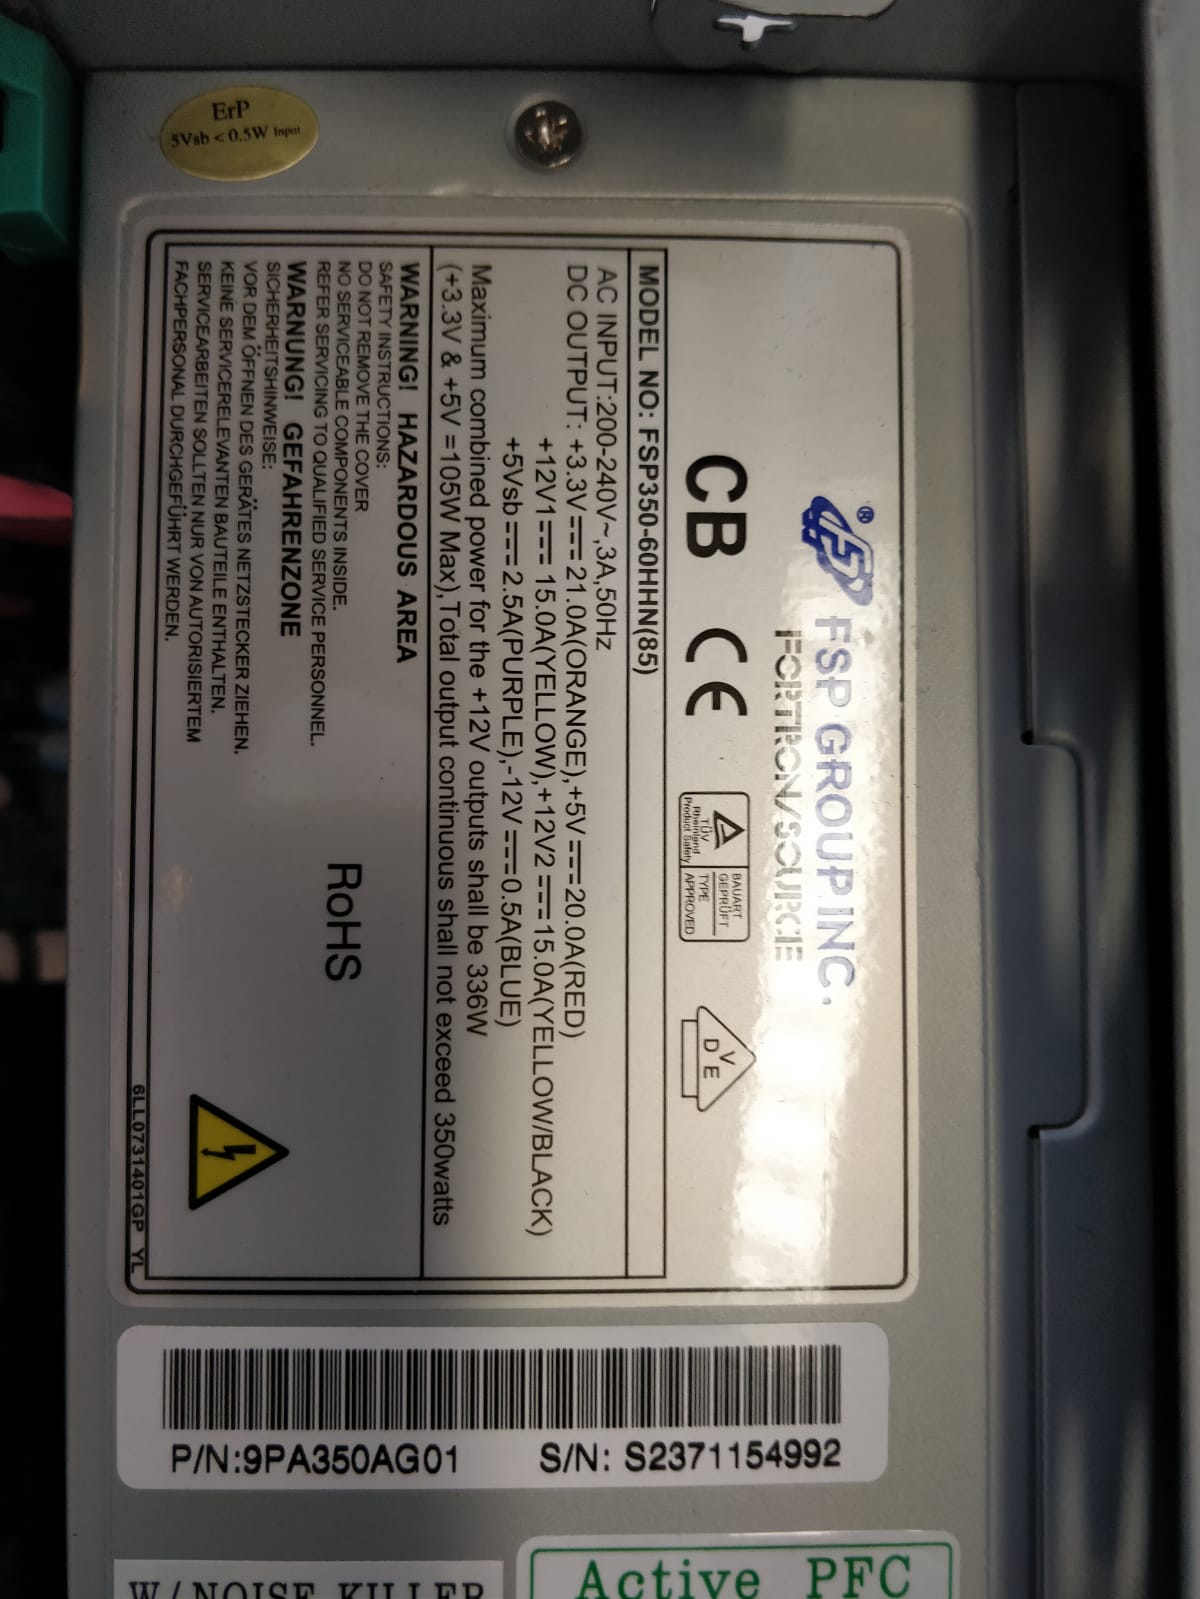 ErP
5Vsb < 0.5W Input
® FSP GROUP INC.
FORTRON/SOURCE
CB CE
TÜV
Rheinland
Product Safety
BAUART
GEPRÜFT
TYPE
APPROVED
VDE
MODEL NO: FSP350-60HHN(85)
AC INPUT:200-240V~,3A,50Hz
DC OUTPUT: +3.3V⎓21.0A(ORANGE),+5V⎓20.0A(RED)
+12V1⎓15.0A(YELLOW),+12V2⎓15.0A(YELLOW/BLACK)
+5Vsb⎓2.5A(PURPLE),-12V⎓0.5A(BLUE)
Maximum combined power for the +12V outputs shall be 336W
(+3.3V & +5V =105W Max),Total output continuous shall not exceed 350watts
WARNING! HAZARDOUS AREA
SAFETY INSTRUCTIONS:
DO NOT REMOVE THE COVER
NO SERVICEABLE COMPONENTS INSIDE.
REFER SERVICING TO QUALIFIED SERVICE PERSONNEL.
WARNUNG! GEFAHRENZONE
SICHERHEITSHINWEISE:
VOR DEM ÖFFNEN DES GERÄTES NETZSTECKER ZIEHEN.
KEINE SERVICERELEVANTEN BAUTEILE ENTHALTEN.
SERVICEARBEITEN SOLLTEN NUR VON AUTORISIERTEM
FACHPERSONAL DURCHGEFÜHRT WERDEN.
RoHS
6LL0731401GP YL
P/N:9PA350AG01 S/N: S2371154992
W/NOISE KILLER
Active PFC